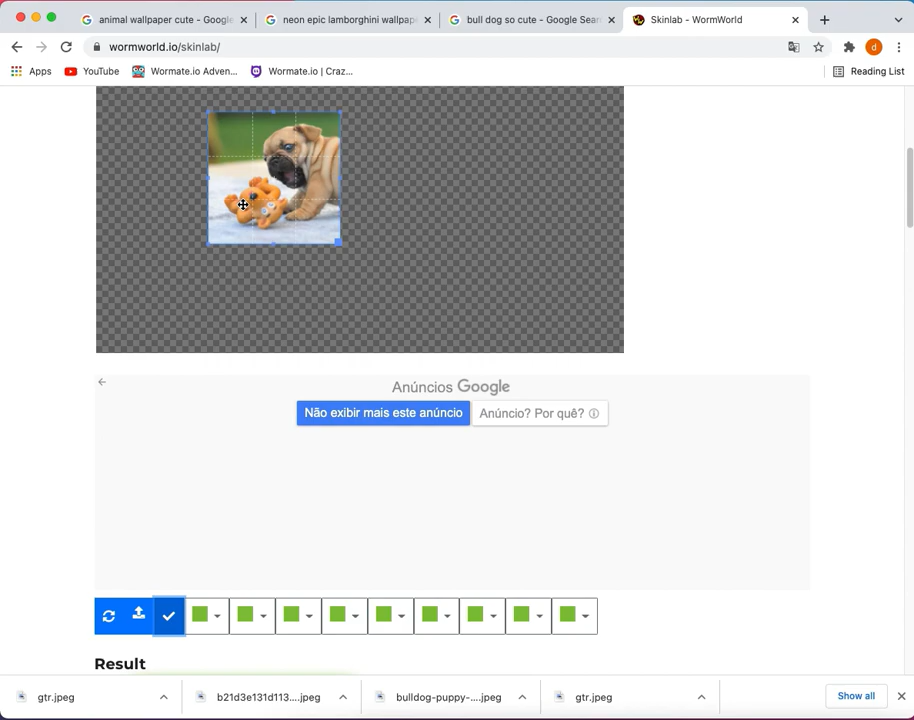 animal wallpaper cute - Google
neon epic lamborghini wallpap
bull dog so cute - Google Sear
Skinlab - WormWorld
wormworld.io/skinlab/
d
Apps
YouTube
Wormate.io Adven...
Wormate.io | Craz...
Reading List
Anúncios Google
Não exibir mais este anúncio
Anúncio? Por quê?
Result
gtr.jpeg
b21d3e131d113....jpeg
bulldog-puppy-....jpeg
gtr.jpeg
Show all